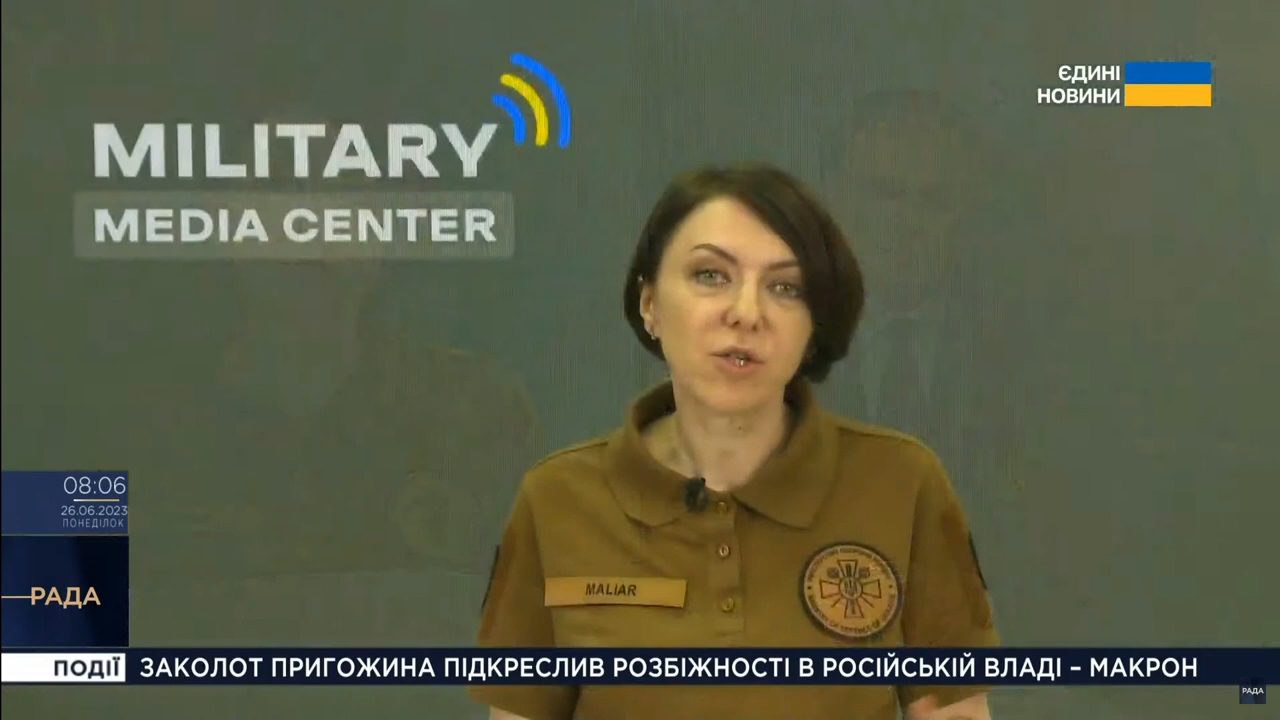 MILITARY
MEDIA CENTER
ЄДИНІ
НОВИНИ
08:06
26.06.2023
ПОНЕДІЛОК
РАДА
MALIAR
ПОДІЇ
ЗАКОЛОТ ПРИГОЖИНА ПІДКРЕСЛИВ РОЗБІЖНОСТІ В РОСІЙСЬКІЙ ВЛАДІ – МАКРОН
РАДА